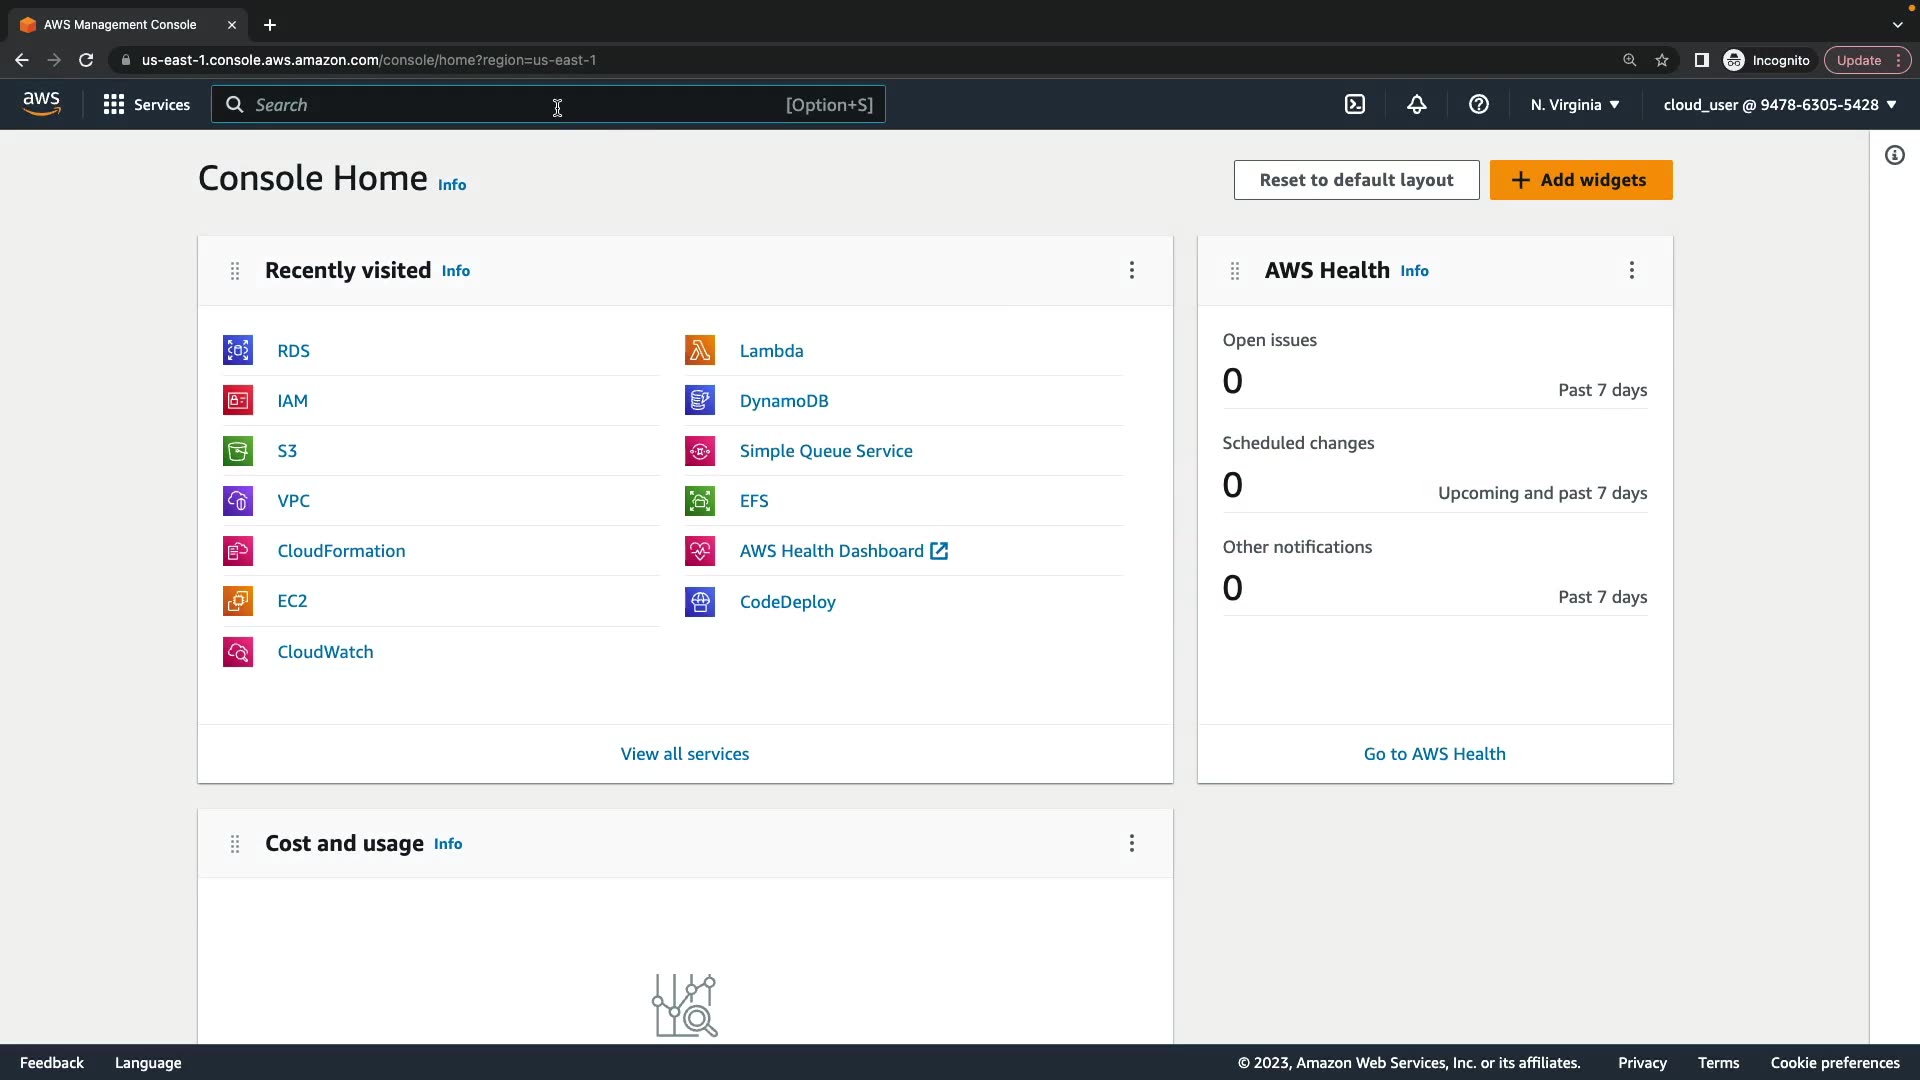 AWS Management Console
us-east-1.console.aws.amazon.com/console/home?region=us-east-1
Incognito
Update
aws
Services
Search
[Option+S]
N. Virginia
cloud_user @ 9478-6305-5428
Console Home Info
Reset to default layout
Add widgets
Recently visited Info
RDS
IAM
S3
VPC
CloudFormation
EC2
CloudWatch
Lambda
DynamoDB
Simple Queue Service
EFS
AWS Health Dashboard
CodeDeploy
View all services
AWS Health Info
Open issues
0
Past 7 days
Scheduled changes
0
Upcoming and past 7 days
Other notifications
0
Past 7 days
Go to AWS Health
Cost and usage Info
Feedback
Language
© 2023, Amazon Web Services, Inc. or its affiliates.
Privacy
Terms
Cookie preferences